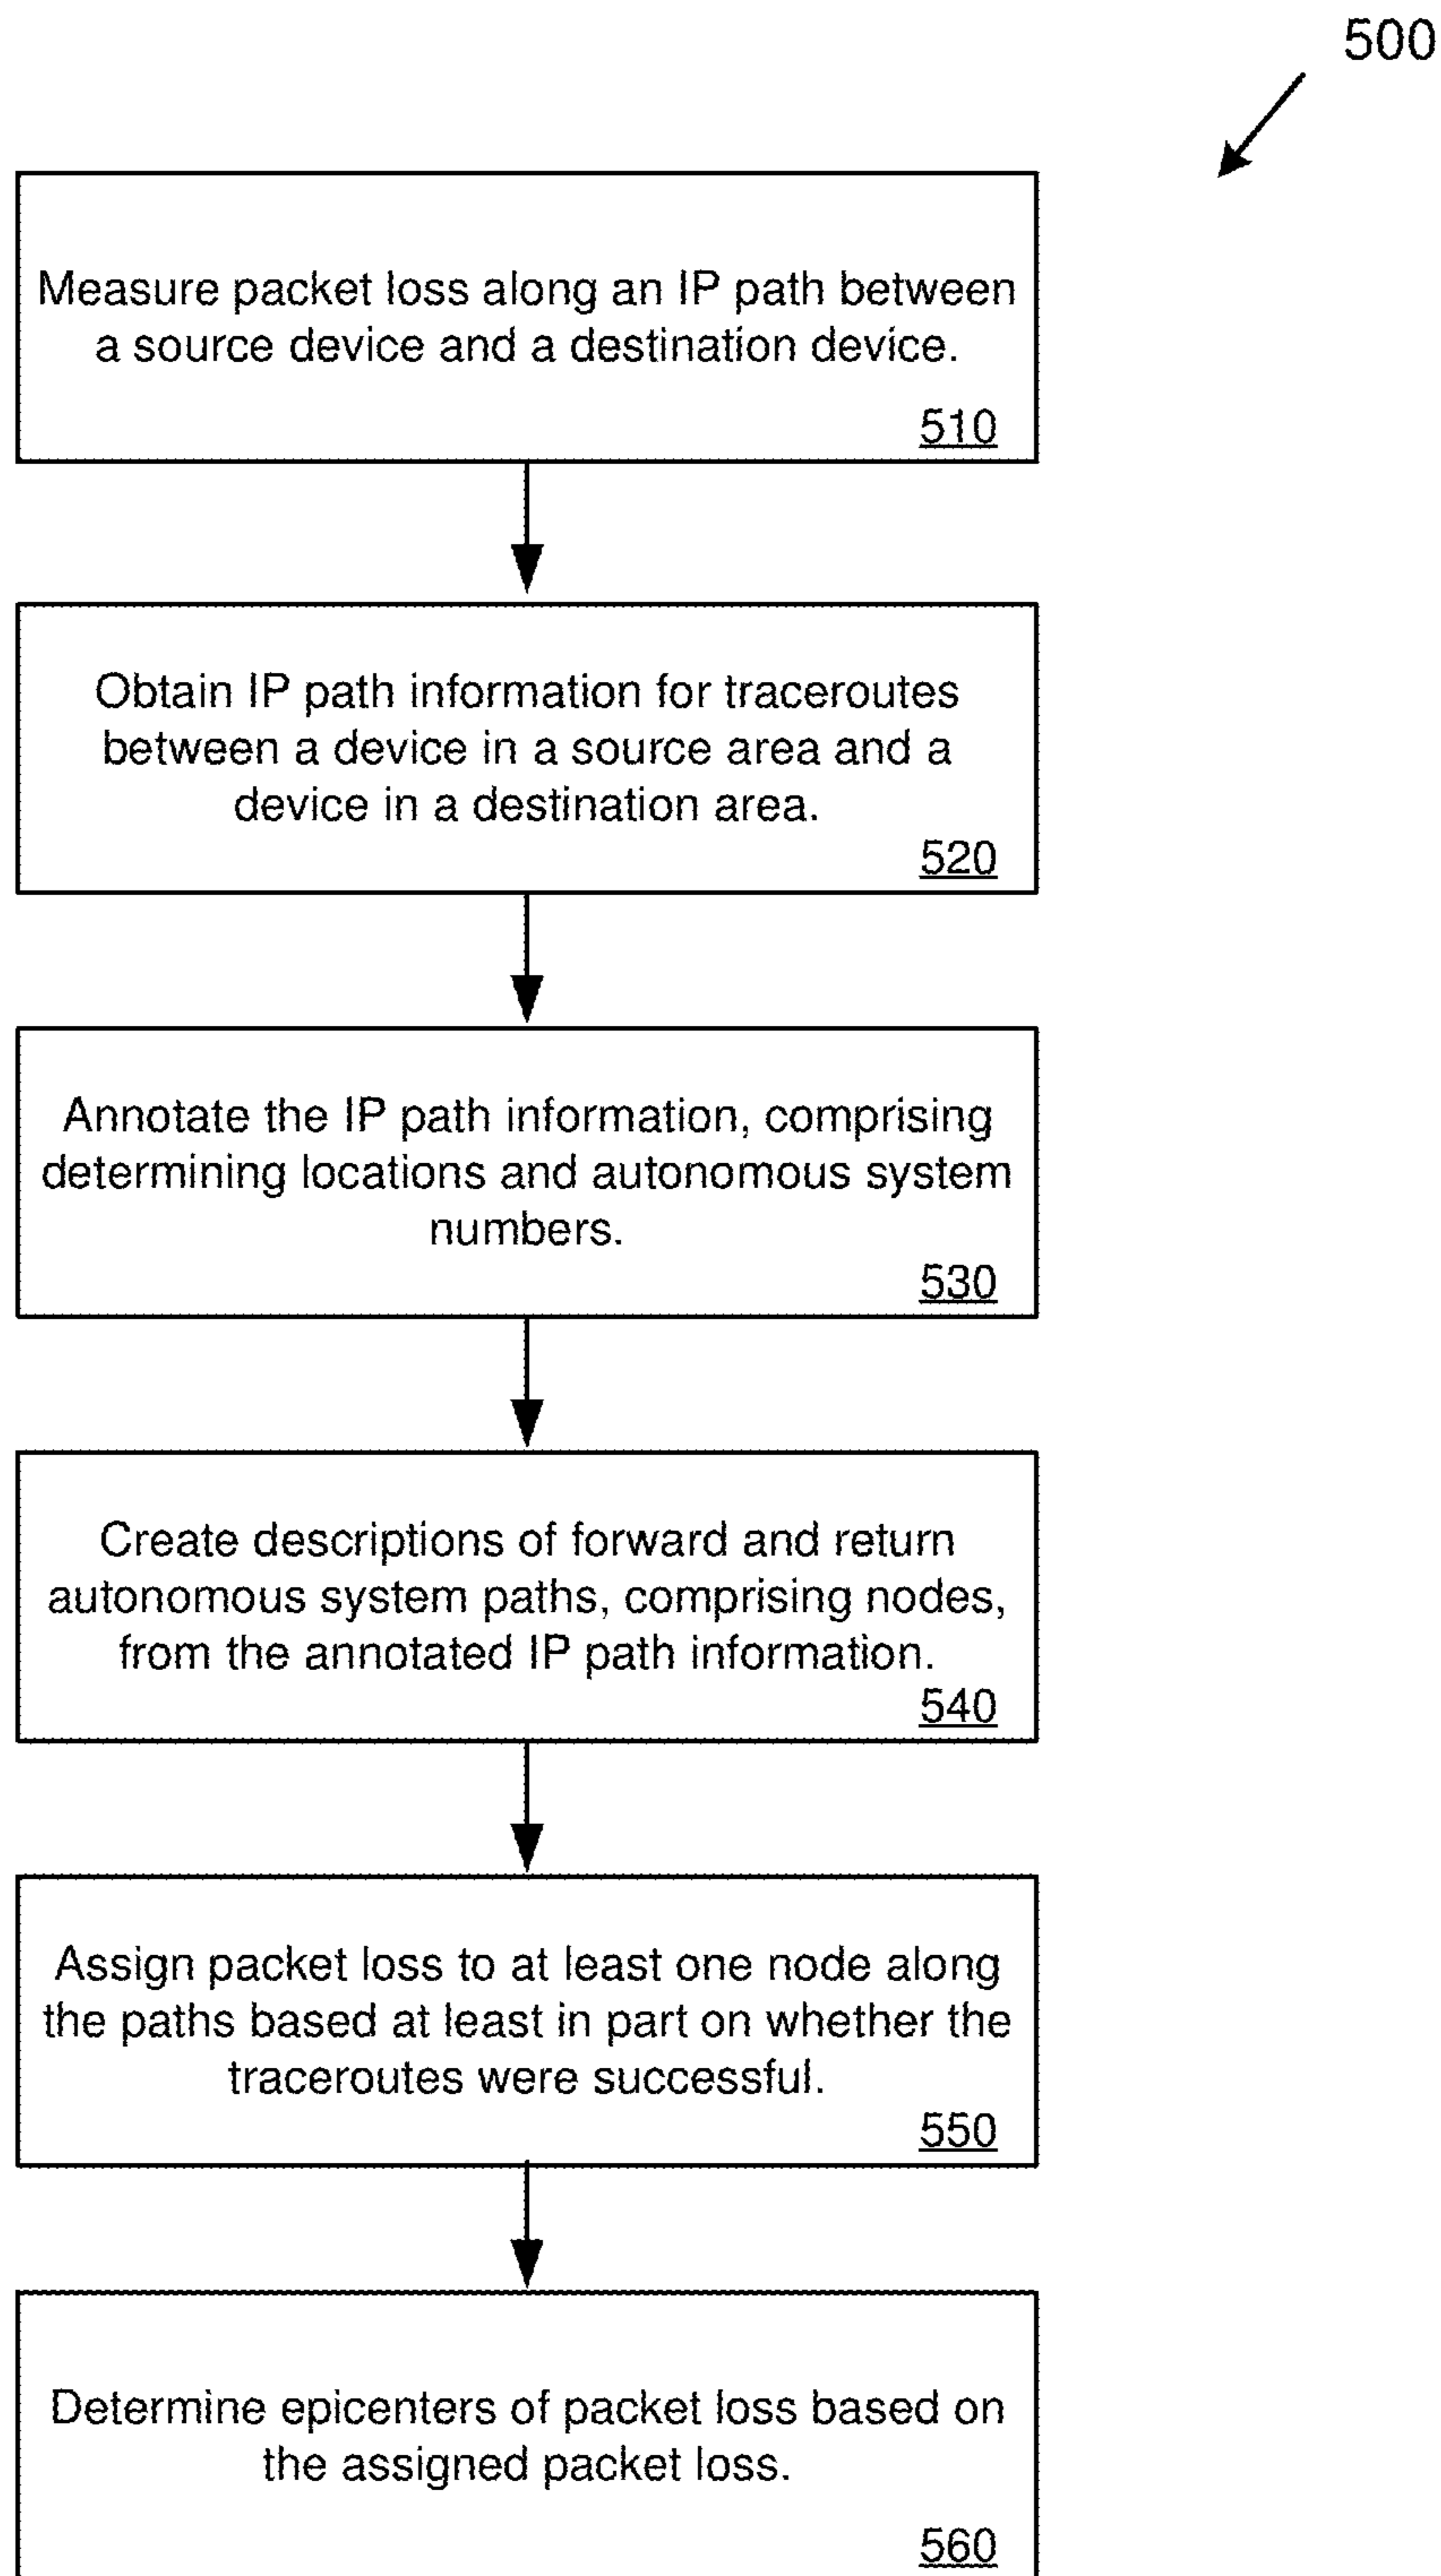 500
Measure packet loss along an IP path between
a source device and a destination device.
510
Obtain IP path information for traceroutes
between a device in a source area and a
device in a destination area.
520
Annotate the IP path information, comprising
determining locations and autonomous system
numbers.
530
Create descriptions of forward and return
autonomous system paths, comprising nodes,
from the annotated IP path information.
540
Assign packet loss to at least one node along
the paths based at least in part on whether the
traceroutes were successful.
550
Determine epicenters of packet loss based on
the assigned packet loss.
560